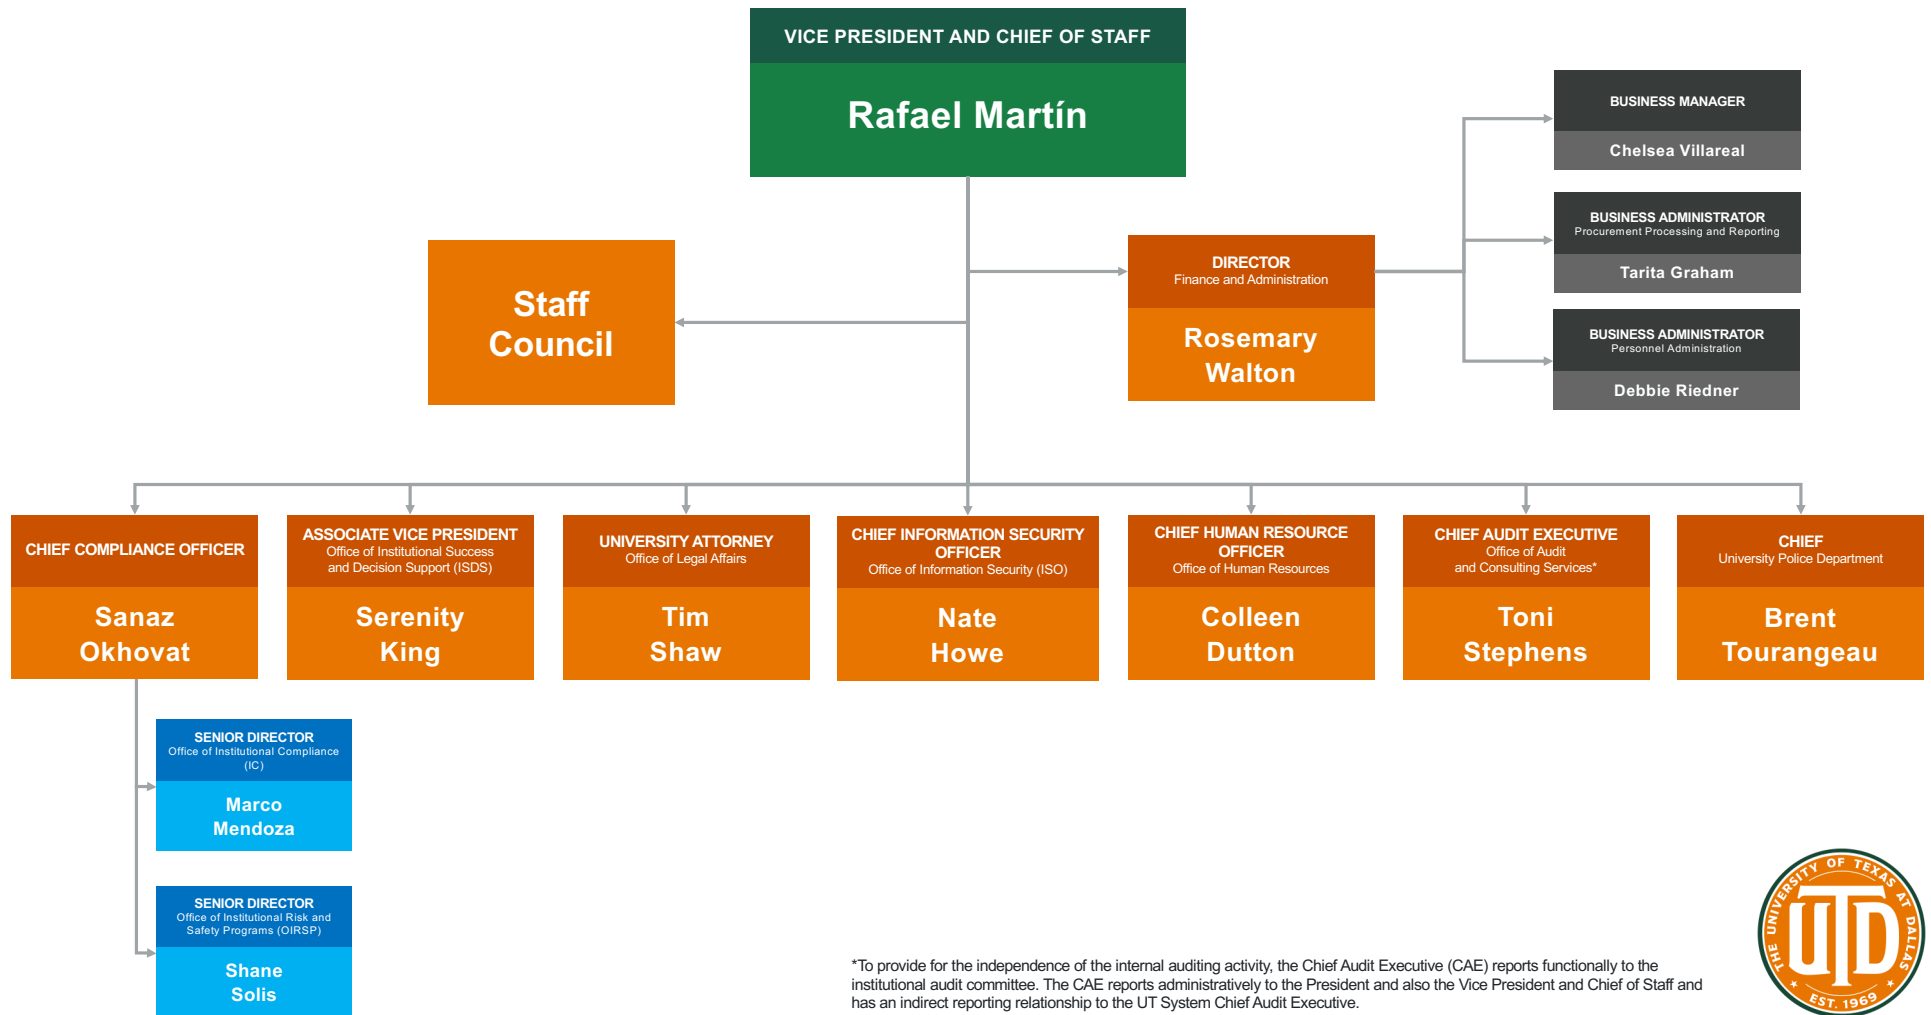 VICE PRESIDENT AND CHIEF OF STAFF
Rafael Martín
BUSINESS MANAGER
Chelsea Villareal
BUSINESS ADMINISTRATOR
Procurement Processing and Reporting
Tarita Graham
BUSINESS ADMINISTRATOR
Personnel Administration
Debbie Riedner
DIRECTOR
Finance and Administration
Rosemary
Walton
Staff
Council
CHIEF COMPLIANCE OFFICER
Sanaz
Okhovat
ASSOCIATE VICE PRESIDENT
Office of Institutional Success
and Decision Support (ISDS)
Serenity
King
UNIVERSITY ATTORNEY
Office of Legal Affairs
Tim
Shaw
CHIEF INFORMATION SECURITY
OFFICER
Office of Information Security (ISO)
Nate
Howe
CHIEF HUMAN RESOURCE
OFFICER
Office of Human Resources
Colleen
Dutton
CHIEF AUDIT EXECUTIVE
Office of Audit
and Consulting Services*
Toni
Stephens
CHIEF
University Police Department
Brent
Tourangeau
SENIOR DIRECTOR
Office of Institutional Compliance
(IC)
Marco
Mendoza
SENIOR DIRECTOR
Office of Institutional Risk and
Safety Programs (OIRSP)
Shane
Solis
*To provide for the independence of the internal auditing activity, the Chief Audit Executive (CAE) reports functionally to the
institutional audit committee. The CAE reports administratively to the President and also the Vice President and Chief of Staff and
has an indirect reporting relationship to the UT System Chief Audit Executive.
THE UNIVERSITY OF TEXAS AT DALLAS
UTD
EST. 1969